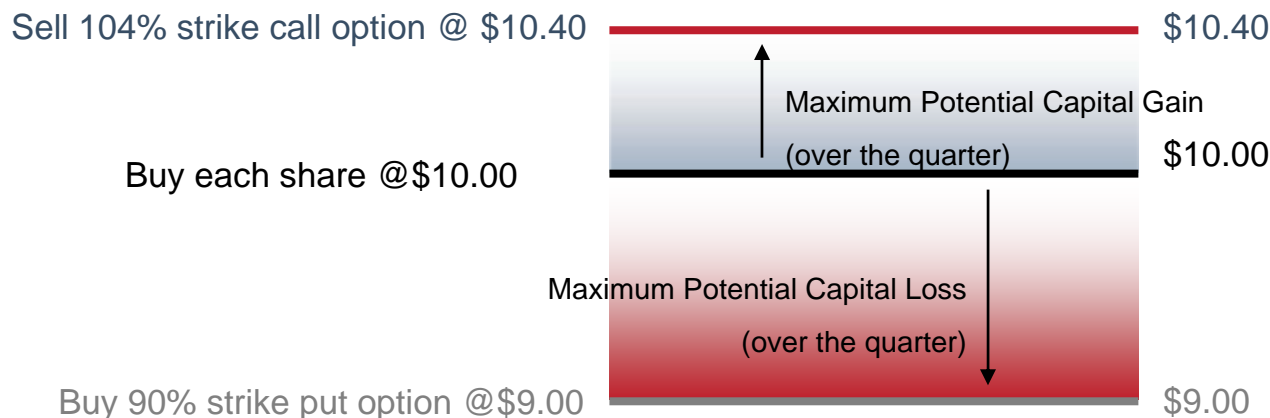 Sell 104% strike call option @ $10.40
$10.40
Maximum Potential Capital Gain
(over the quarter)
$10.00
Buy each share @$10.00
Maximum Potential Capital Loss
(over the quarter)
Buy 90% strike put option @$9.00
$9.00